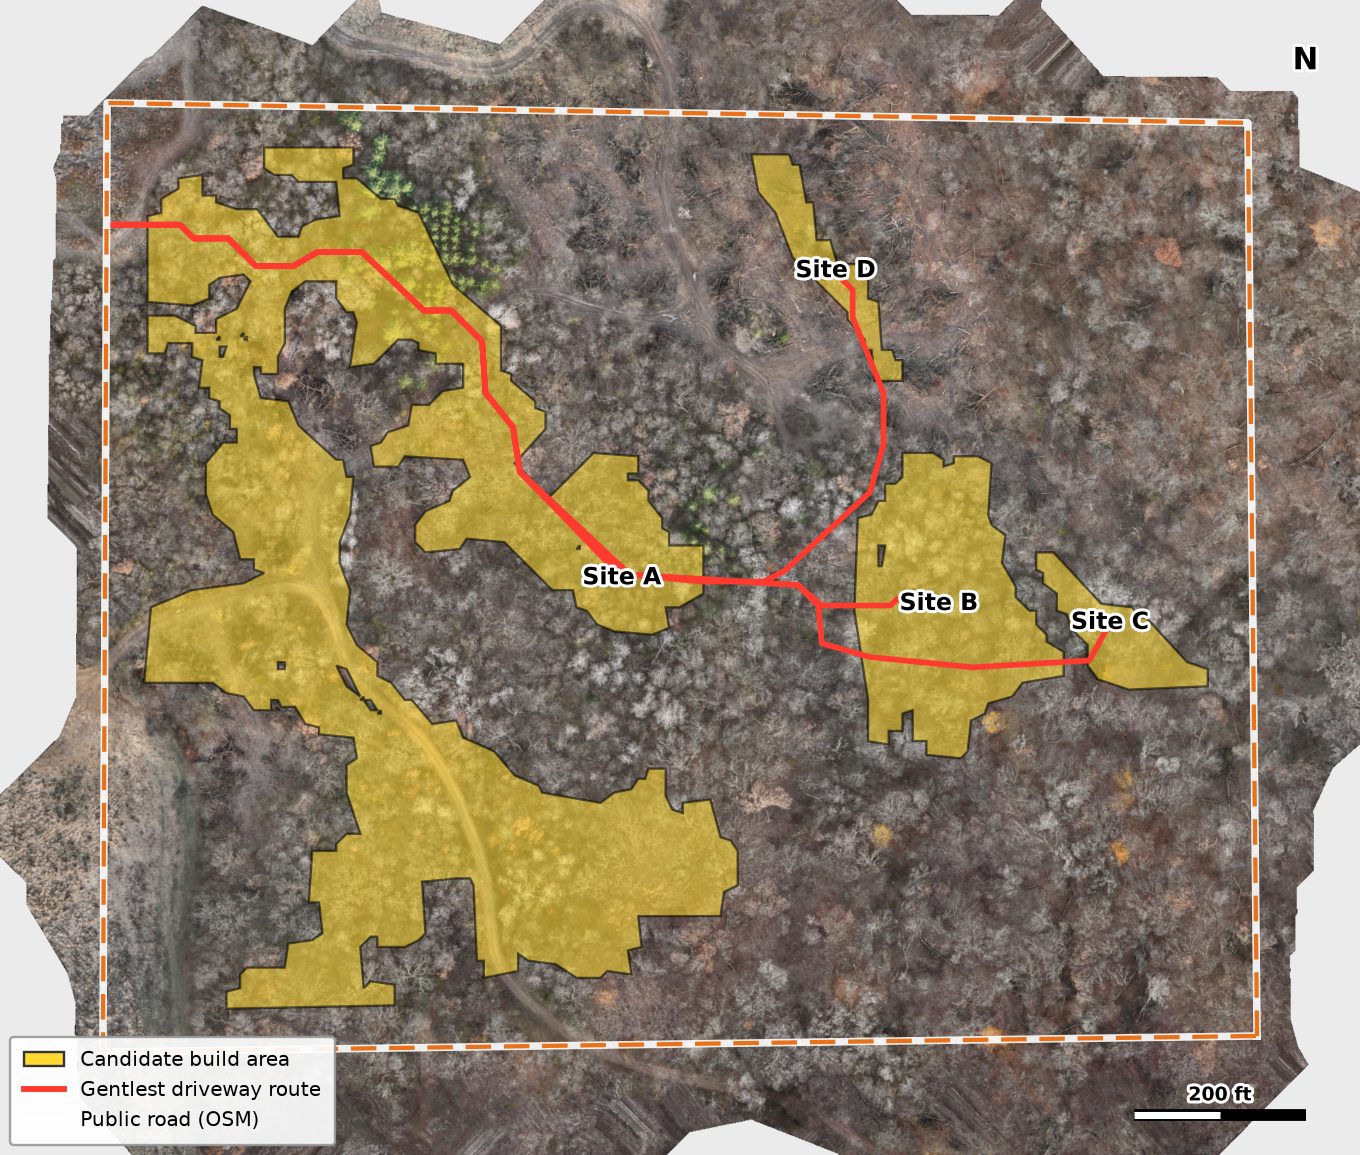 N
Site D
Site A
Site B
Site C
Candidate build area
Gentlest driveway route
Public road (OSM)
200 ft